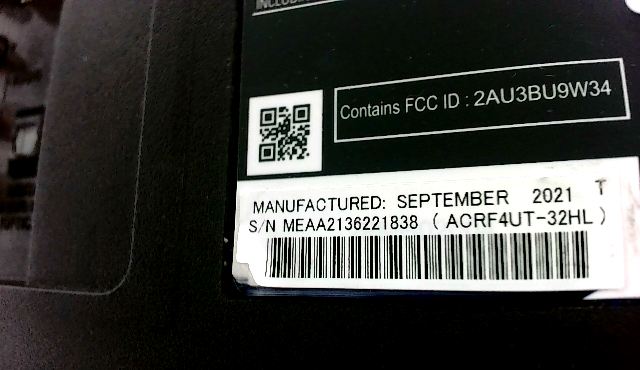 Contains FCC ID : 2AU3BU9W34
MANUFACTURED: SEPTEMBER 2021 T
S/N MEAA2136221838 ( ACRF4UT-32HL )